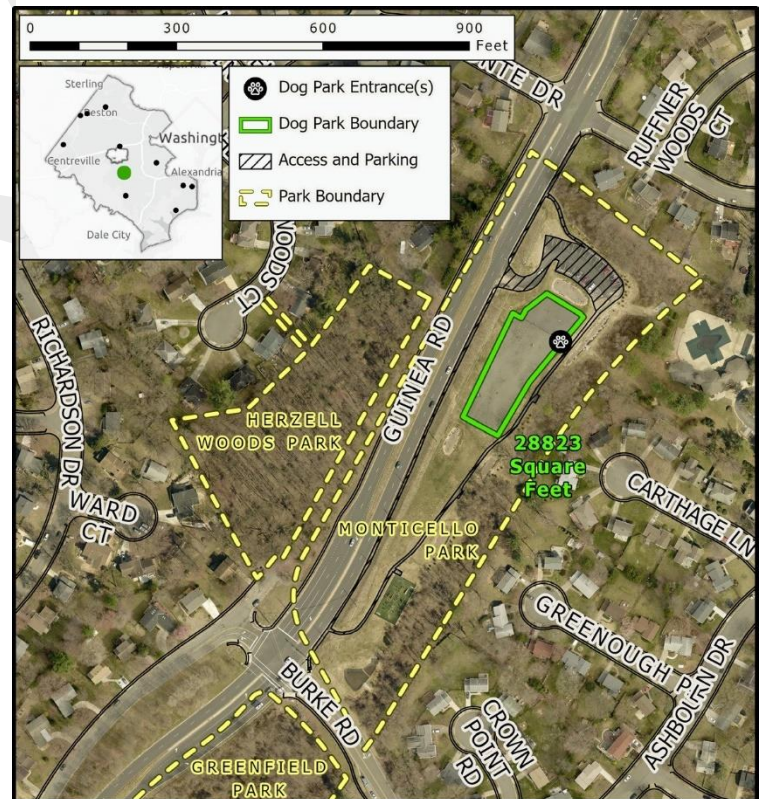 0 300 600 900
Feet
Sterling
Reston
Washingt
Centreville
Alexandria
Dale City
Dog Park Entrance(s)
Dog Park Boundary
Access and Parking
Park Boundary
NTE DR
RUFFNER
WOODS
CT
WOODS
CT
RICHARDSON DR
GUINEA RD
HERZELL
WOODS PARK
WARD
CT
28823
Square
Feet
CARTHAGE LN
MONTICELLO
PARK
GREENOUGH PL
ASHBOURN DR
BURKE RD
CROWN
POINT
RD
GREENFIELD
PARK